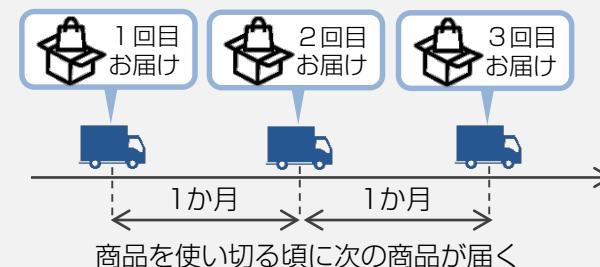 1回目
お届け
2回目
お届け
3回目
お届け
1か月
1か月
商品を使い切る頃に次の商品が届く